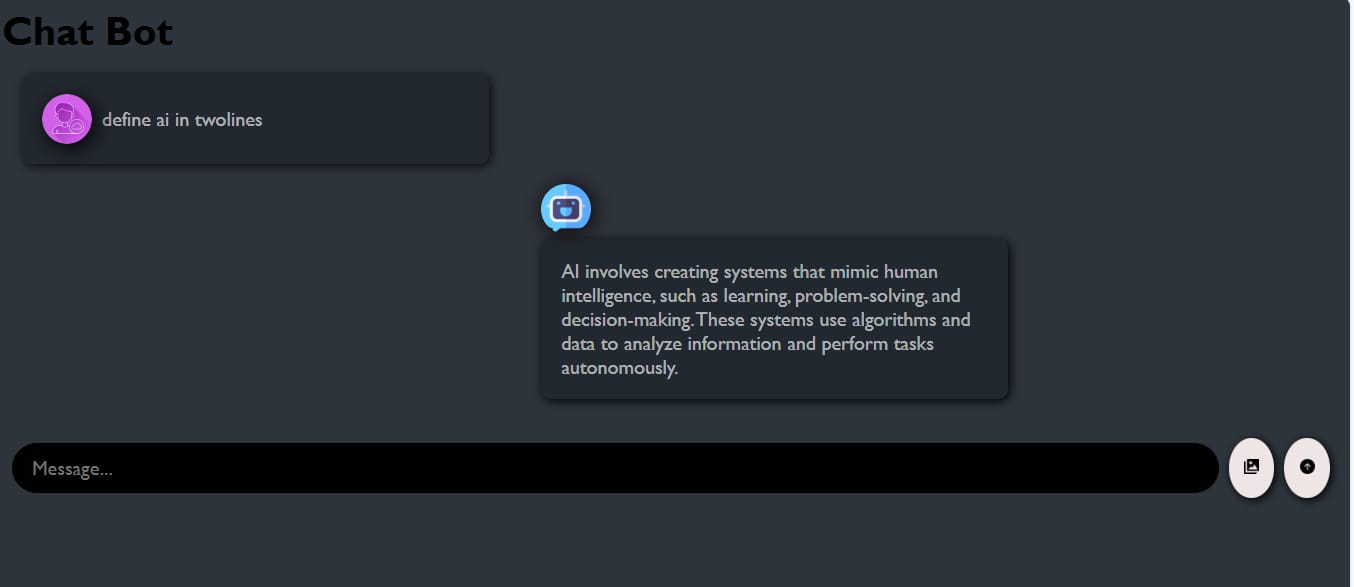 Chat Bot
define ai in twolines
AI involves creating systems that mimic human
intelligence, such as learning, problem-solving, and
decision-making. These systems use algorithms and
data to analyze information and perform tasks
autonomously.
Message...